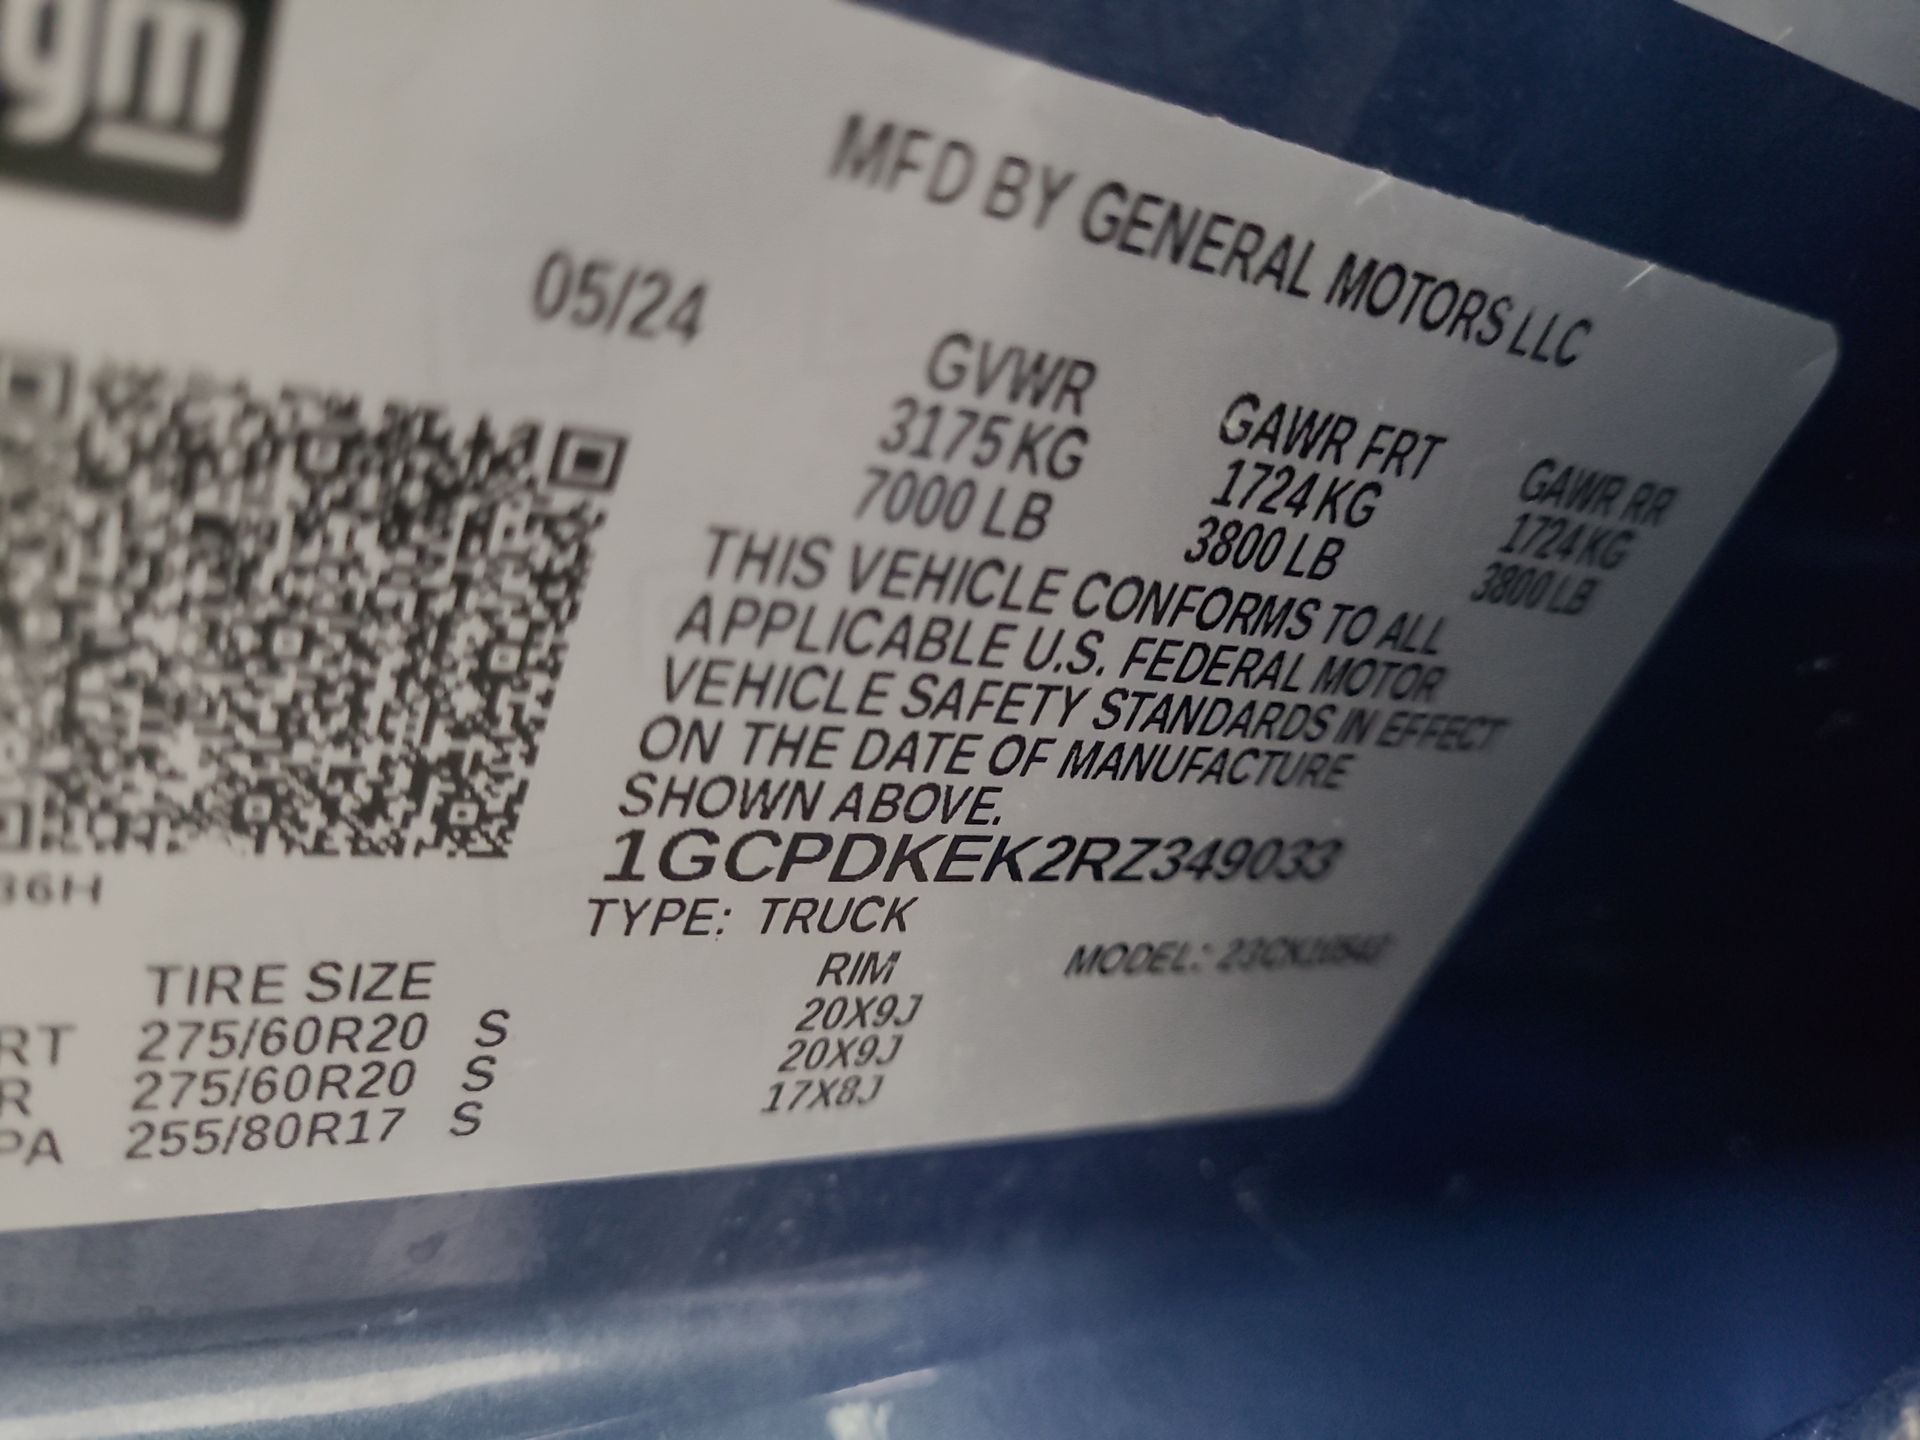 gm
MFD BY GENERAL MOTORS LLC
05/24
GVWR GAWR FRT GAWR RR
3175 KG 1724 KG 1724 KG
7000 LB 3800 LB 3800 LB
THIS VEHICLE CONFORMS TO ALL
APPLICABLE U.S. FEDERAL MOTOR
VEHICLE SAFETY STANDARDS IN EFFECT
ON THE DATE OF MANUFACTURE
SHOWN ABOVE.
1GCPDKEK2RZ349033
36H
TYPE: TRUCK
MODEL:
TIRE SIZE RIM
RT 275/60R20 S 20X9J
R 275/60R20 S 20X9J
PA 255/80R17 S 17X8J